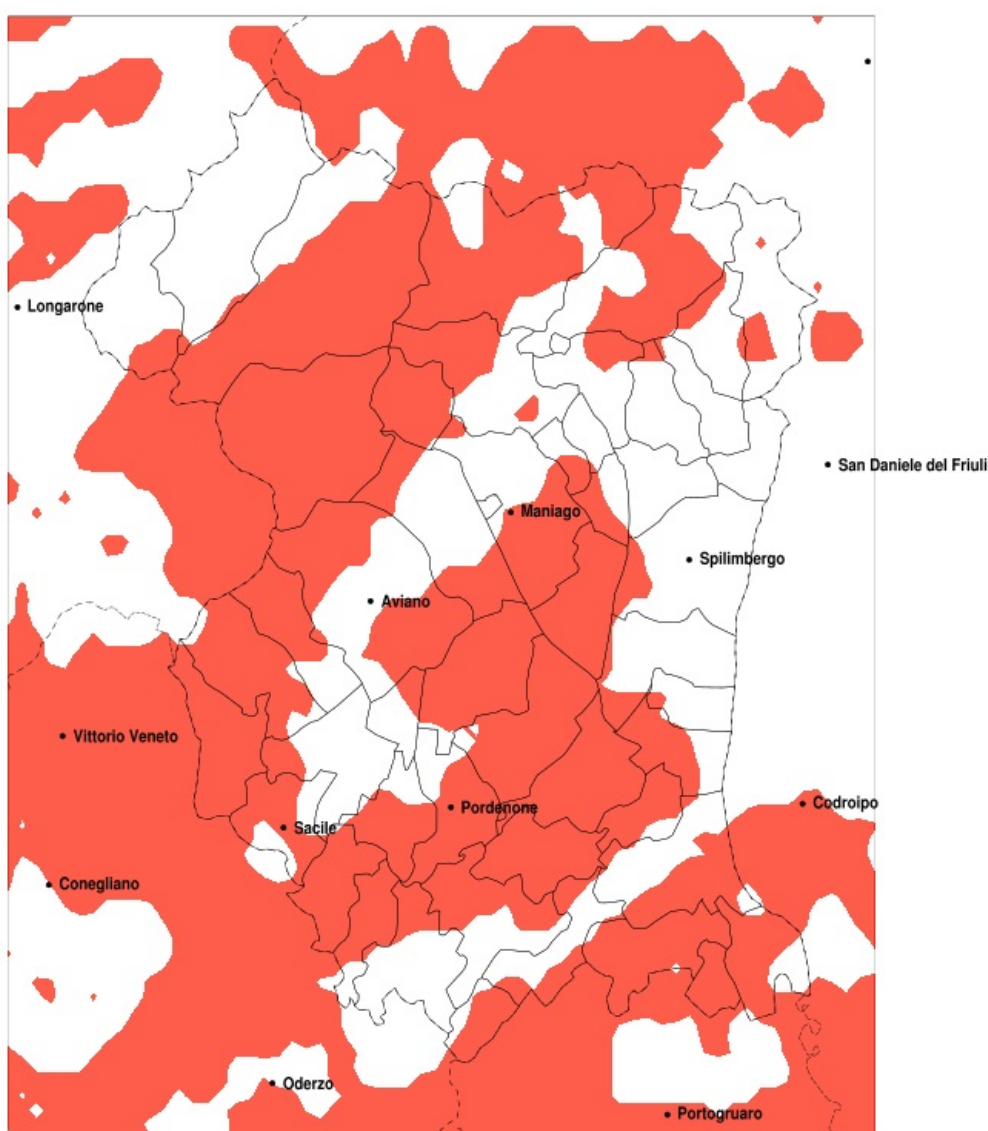 Longarone
San Daniele del Friuli
Maniago
Spilimbergo
Aviano
Vittorio Veneto
Codroipo
Pordenone
Sacile
Conegliano
Oderzo
Portogruaro